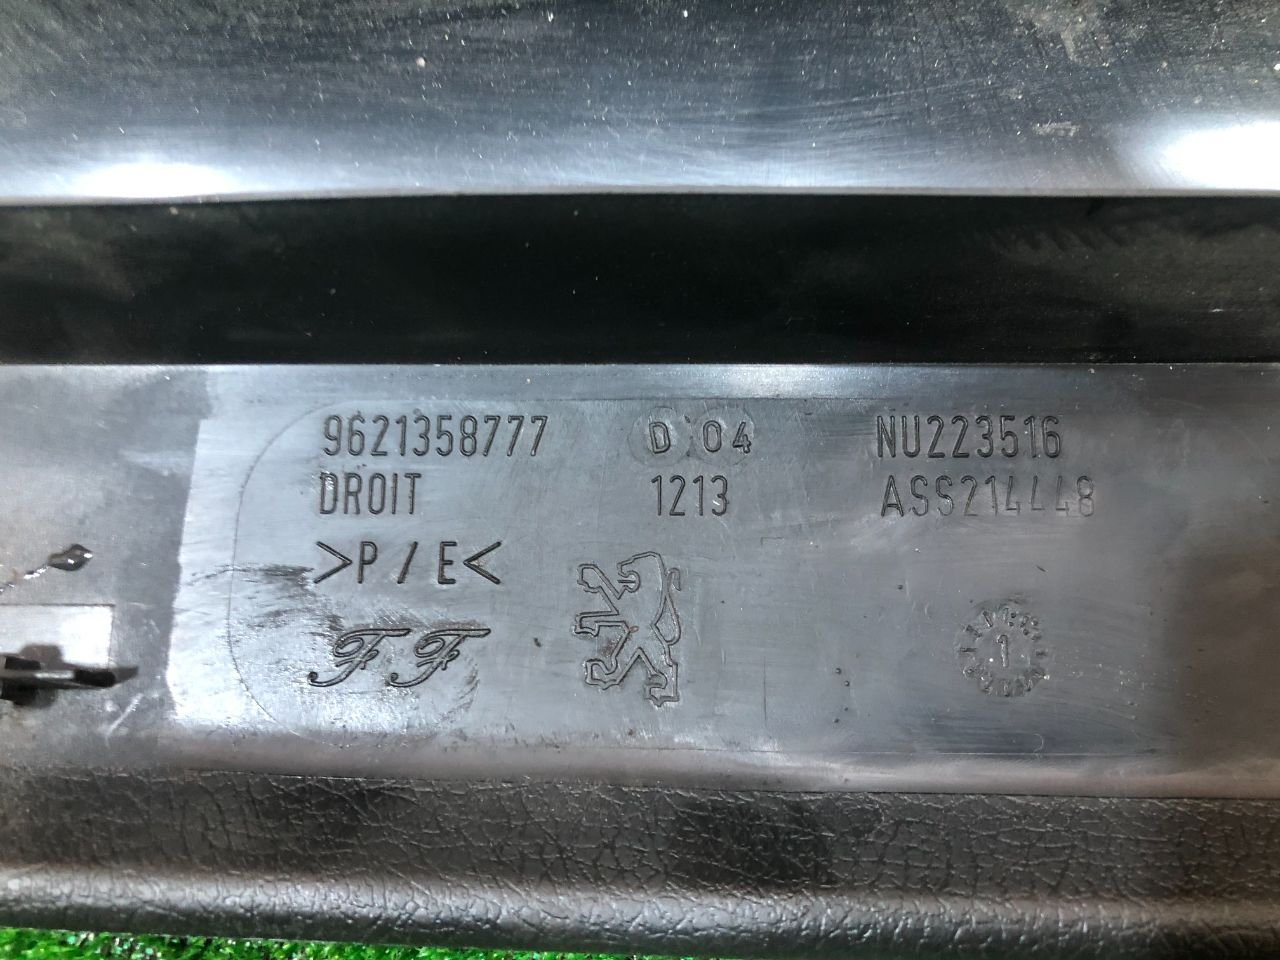 9621358777 D 04 NU223516
DROIT 1213 ASS214448
>P / E<
FF
1